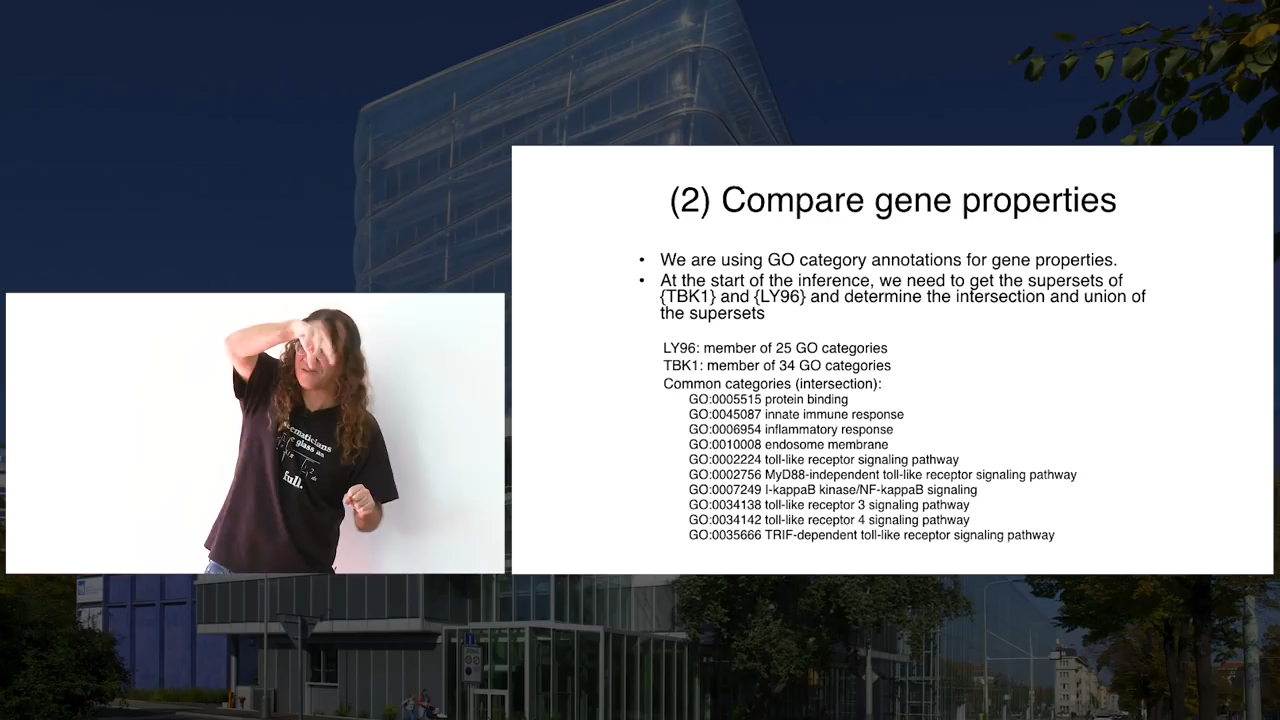 (2) Compare gene properties
• We are using GO category annotations for gene properties.
• At the start of the inference, we need to get the supersets of
{TBK1} and {LY96} and determine the intersection and union of
the supersets
LY96: member of 25 GO categories
TBK1: member of 34 GO categories
Common categories (intersection):
GO:0005515 protein binding
GO:0045087 innate immune response
GO:0006954 inflammatory response
GO:0010008 endosome membrane
GO:0002224 toll-like receptor signaling pathway
GO:0002756 MyD88-independent toll-like receptor signaling pathway
GO:0007249 I-kappaB kinase/NF-kappaB signaling
GO:0034138 toll-like receptor 3 signaling pathway
GO:0034142 toll-like receptor 4 signaling pathway
GO:0035666 TRIF-dependent toll-like receptor signaling pathway
glass as
full.